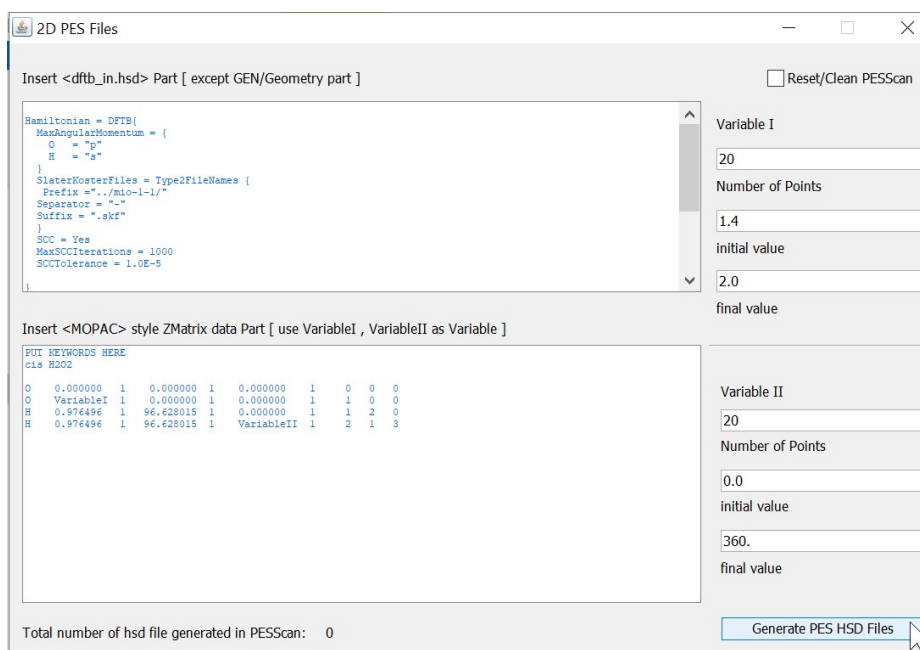 2D PES Files
Insert <dftb_in.hsd> Part [ except GEN/Geometry part ]
Reset/Clean PESScan
Hamiltonian = DFTB{
MaxAngularMomentum = {
O = "p"
H = "s"
}
SlaterKosterFiles = Type2FileNames {
Prefix ="../mio-1-1/"
Separator = "-"
Suffix = ".skf"
}
SCC = Yes
MaxSCCIterations = 1000
SCCTolerance = 1.0E-5
}
Variable I
20
Number of Points
1.4
initial value
2.0
final value
Insert <MOPAC> style ZMatrix data Part [ use VariableI , VariableII as Variable ]
PUT KEYWORDS HERE
cis H2O2
O 0.000000 1 0.000000 1 0.000000 1 0 0 0
O VariableI 1 0.000000 1 0.000000 1 1 0 0
H 0.976496 1 96.628015 1 0.000000 1 1 2 0
H 0.976496 1 96.628015 1 VariableII 1 2 1 3
Variable II
20
Number of Points
0.0
initial value
360.
final value
Total number of hsd file generated in PESScan: 0
Generate PES HSD Files